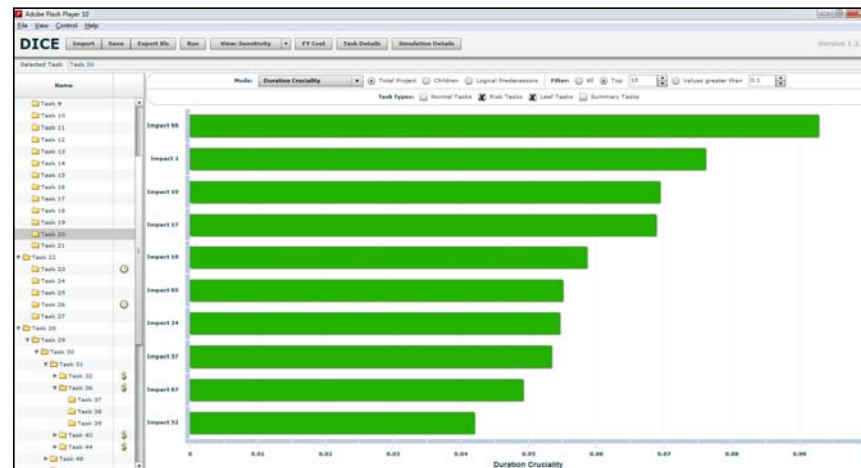 Adobe Flash Player 10
File View Control Help
DICE Import Save Export Xls Run View: Sensitivity FY Cost Task Details Simulation Details Version 1.2.
Selected Task: Task 20
Name
Mode: Duration Cruciality Total Project Children Logical Predecessors Filter: All Top 10 Values greater than 0.1
Task Types: Normal Tasks Risk Tasks Leaf Tasks Summary Tasks
Task 9
Task 10
Task 11
Task 12
Task 13
Task 14
Task 15
Task 16
Task 17
Task 18
Task 19
Task 20
Task 21
Task 22
Task 23
Task 24
Task 25
Task 26
Task 27
Task 28
Task 29
Task 30
Task 31
Task 32 $
Task 36 $
Task 37
Task 38
Task 39
Task 40 $
Task 44 $
Task 48
Impact 3
Impact 10
Impact 17
Impact 18
Impact 65
Impact 24
Impact 37
Impact 67
Impact 53
0 0.01 0.02 0.03 0.04 0.05 0.06 0.07 0.08 0.09
Duration Cruciality